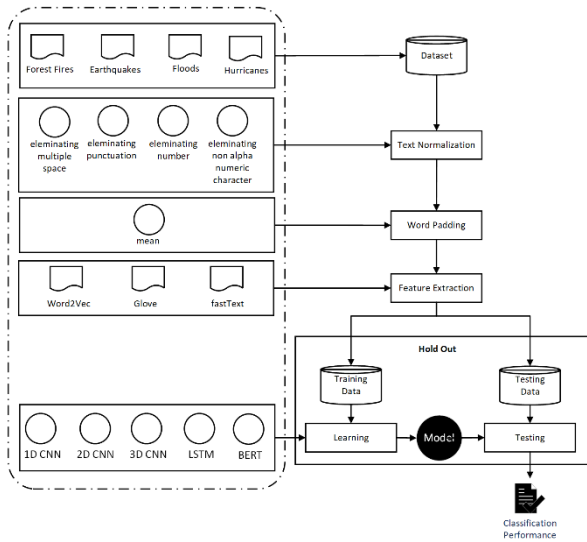 Forest Fires
Earthquakes
Floods
Hurricanes
Dataset
eleminating
multiple
space
eleminating
punctuation
eleminating
number
eleminating
non alpha
numeric
character
Text Normalization
mean
Word Padding
Word2Vec
Glove
fastText
Feature Extraction
Hold Out
Training
Data
Testing
Data
1D CNN
2D CNN
3D CNN
LSTM
BERT
Learning
Model
Testing
Classification
Performance